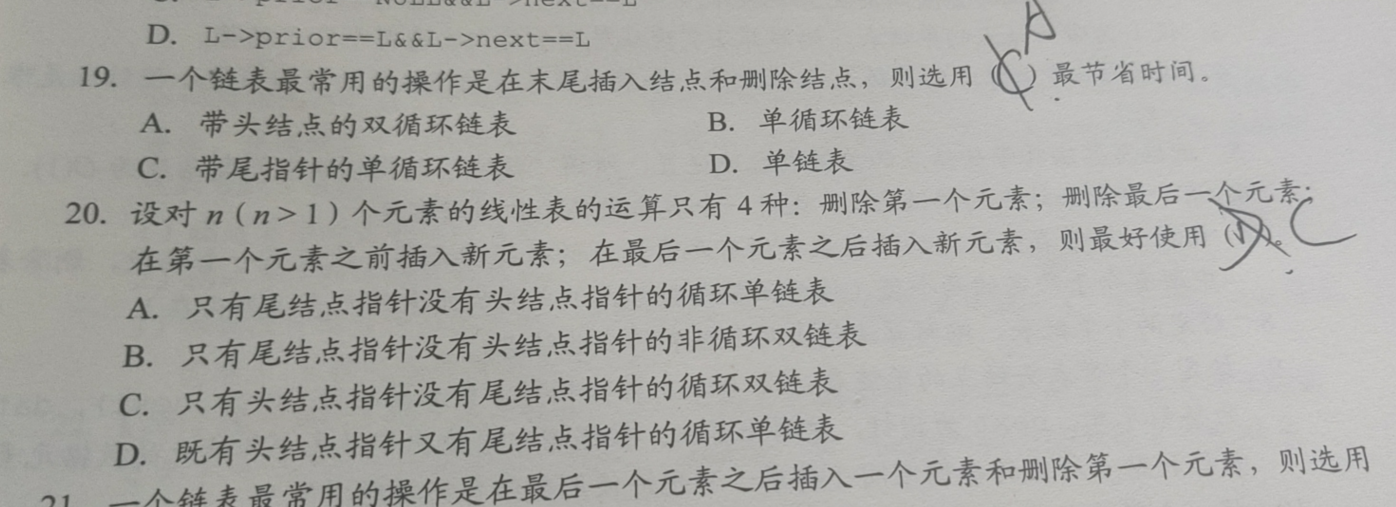 D. L->prior==L&&L->next==L
19. 一个链表最常用的操作是在末尾插入结点和删除结点，则选用（C）最节省时间。 A
A. 带头结点的双循环链表 B. 单循环链表
C. 带尾指针的单循环链表 D. 单链表
20. 设对 n（n>1）个元素的线性表的运算只有 4 种：删除第一个元素；删除最后一个元素；
在第一个元素之前插入新元素；在最后一个元素之后插入新元素，则最好使用（D）。 C
A. 只有尾结点指针没有头结点指针的循环单链表
B. 只有尾结点指针没有头结点指针的非循环双链表
C. 只有头结点指针没有尾结点指针的循环双链表
D. 既有头结点指针又有尾结点指针的循环单链表
21. 一个链表最常用的操作是在最后一个元素之后插入一个元素和删除第一个元素，则选用